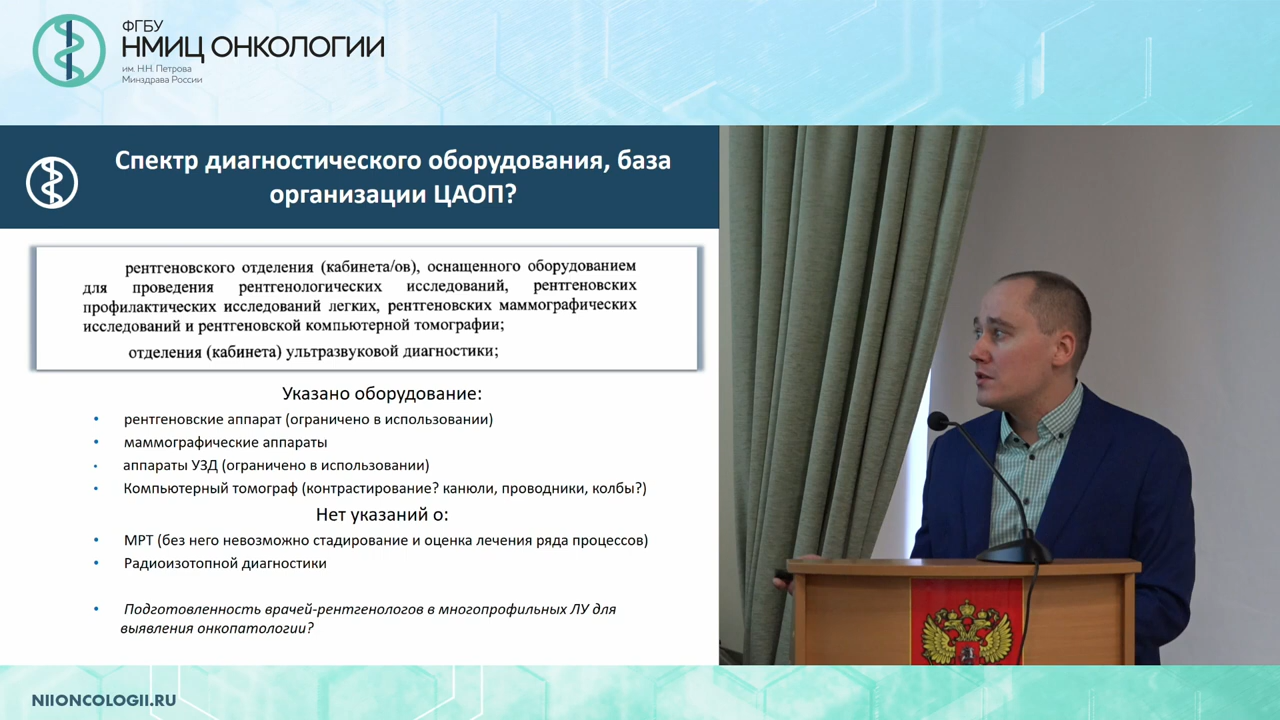 ФГБУ
НМИЦ ОНКОЛОГИИ
им. Н.Н. Петрова
Минздрава России
Спектр диагностического оборудования, база
организации ЦАОП?
рентгеновского отделения (кабинета/ов), оснащенного оборудованием
для проведения рентгенологических исследований, рентгеновских
профилактических исследований легких, рентгеновских маммографических
исследований и рентгеновской компьютерной томографии;
отделения (кабинета) ультразвуковой диагностики;
Указано оборудование:
• рентгеновские аппарат (ограничено в использовании)
• маммографические аппараты
• аппараты УЗД (ограничено в использовании)
• Компьютерный томограф (контрастирование? канюли, проводники, колбы?)
Нет указаний о:
• МРТ (без него невозможно стадирование и оценка лечения ряда процессов)
• Радиоизотопной диагностики
• Подготовленность врачей-рентгенологов в многопрофильных ЛУ для
выявления онкопатологии?
NIIONCOLOGII.RU